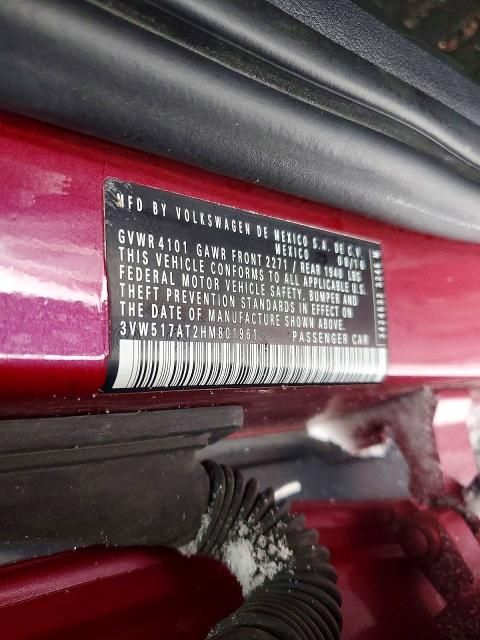 MFD BY VOLKSWAGEN DE MEXICO S.A. DE C.V.
MEXICO
GVWR 4101 GAWR FRONT 2271 / REAR 1940 LBS
THIS VEHICLE CONFORMS TO ALL APPLICABLE U.S.
FEDERAL MOTOR VEHICLE SAFETY, BUMPER AND
THEFT PREVENTION STANDARDS IN EFFECT ON
THE DATE OF MANUFACTURE SHOWN ABOVE.
3VW517AT2HM801961 PASSENGER CAR